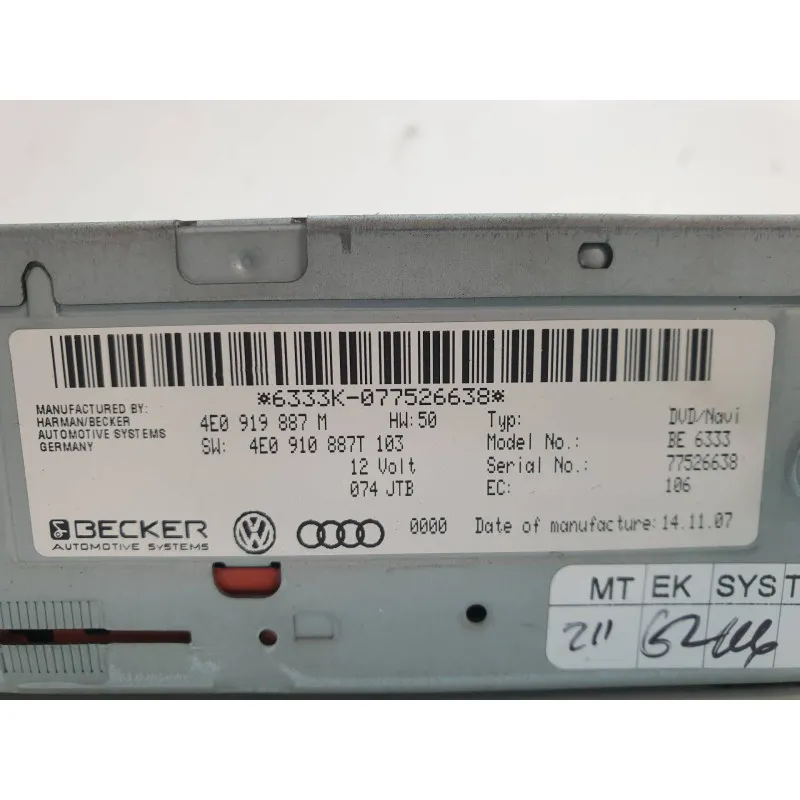 *6333K-077526638*
MANUFACTURED BY:
HARMAN/BECKER
AUTOMOTIVE SYSTEMS
GERMANY
4E0 919 887 M HW:50
SW: 4E0 910 887T 103
12 Volt
074 JTB
Typ: DVD/Navi
Model No.: BE 6333
Serial No.: 77526638
EC: 106
BECKER
AUTOMOTIVE SYSTEMS
0000 Date of manufacture: 14.11.07
MT EK SYS T
211